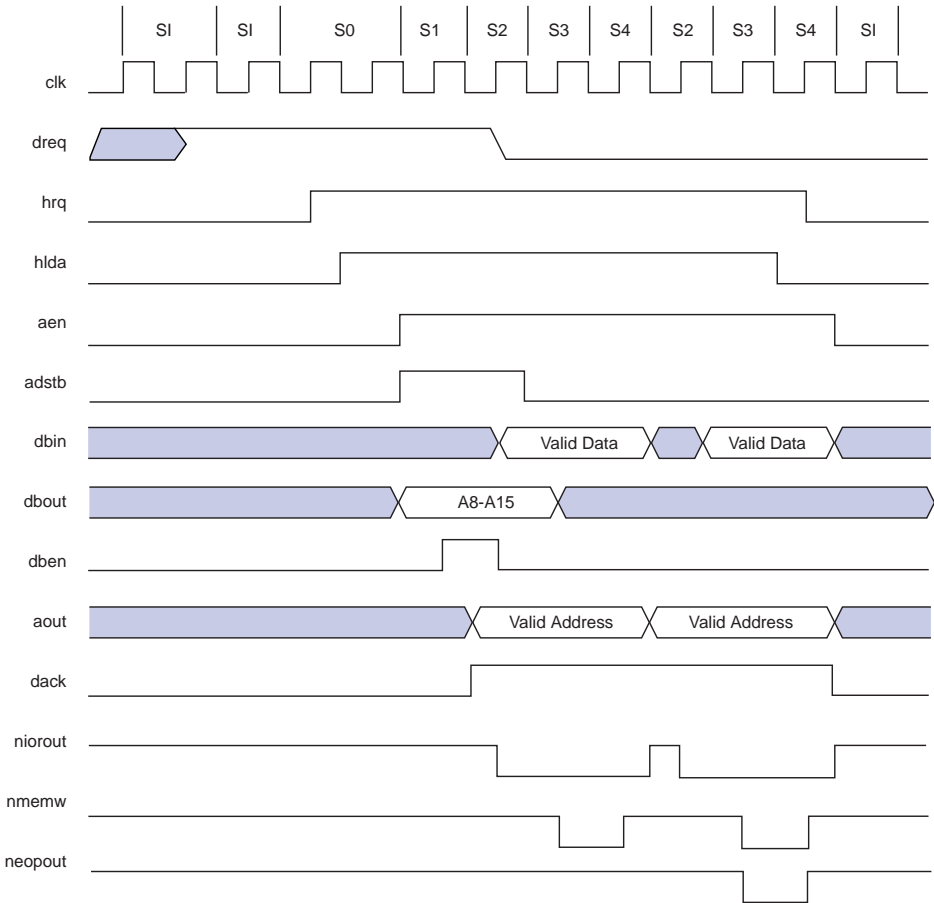 SI SI S0 S1 S2 S3 S4 S2 S3 S4 SI
clk
dreq
hrq
hlda
aen
adstb
dbin Valid Data Valid Data
dbout A8-A15
dben
aout Valid Address Valid Address
dack
niorout
nmemw
neopout